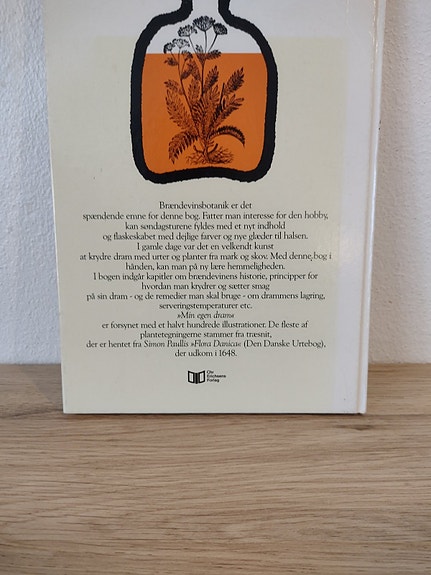 Brændevinsbotanik er det
spændende emne for denne bog. Fatter man interesse for den hobby,
kan søndagsturene fyldes med et nyt indhold
og flaskeskabet med dejlige farver og nye glæder til halsen.
I gamle dage var det en velkendt kunst
at krydre dram med urter og planter fra mark og skov. Med denne bog i
hånden, kan man på ny lære hemmeligheden.
I bogen indgår kapitler om brændevinens historie, principper for
hvordan man krydrer og sætter smag
på sin dram - og de remedier man skal bruge - om drammens lagring,
serveringstemperaturer etc.
»Min egen dram«
er forsynet med et halvt hundrede illustrationer. De fleste af
plantetegningerne stammer fra træsnit,
der er hentet fra Simon Paullis »Flora Danica« (Den Danske Urtebog),
der udkom i 1648.
Chr.
Erichsens
Forlag